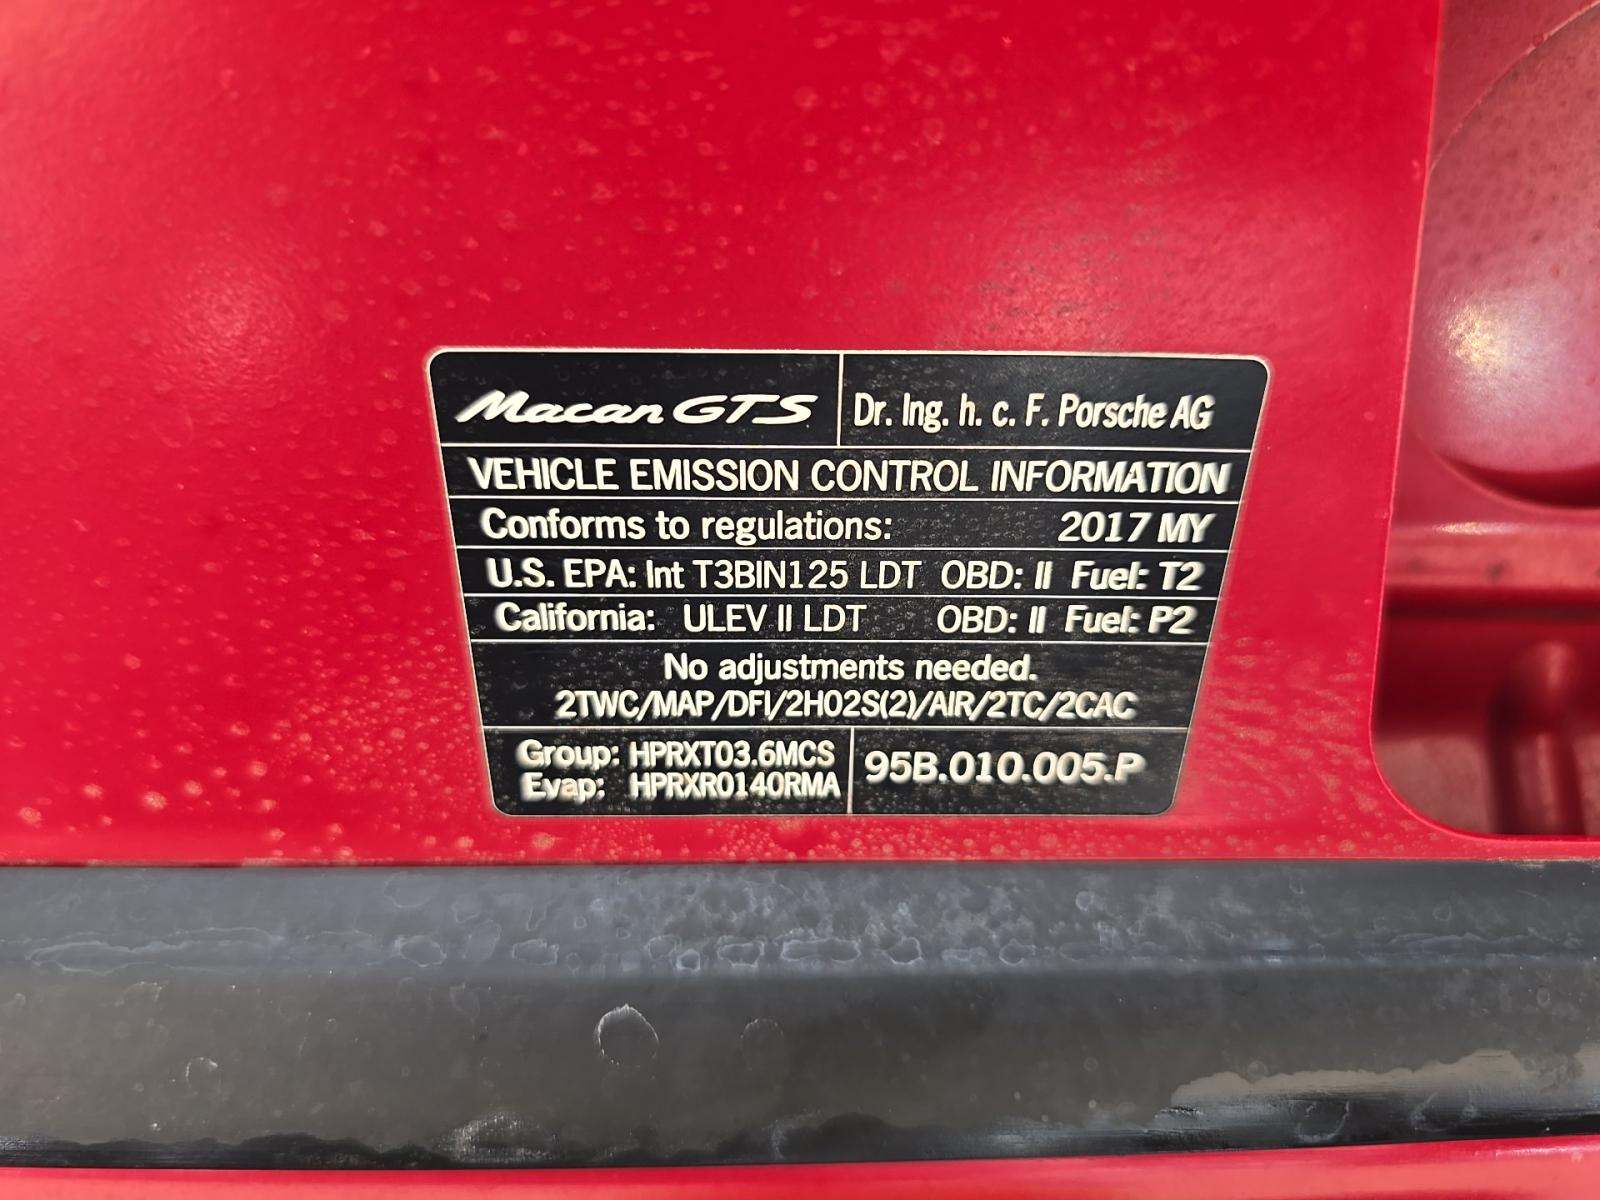 Macan GTS Dr. Ing. h. c. F. Porsche AG
VEHICLE EMISSION CONTROL INFORMATION
Conforms to regulations: 2017 MY
U.S. EPA: Int T3BIN125 LDT OBD: II Fuel: T2
California: ULEV II LDT OBD: II Fuel: P2
No adjustments needed.
2TWC/MAP/DFI/2HO2S(2)/AIR/2TC/2CAC
Group: HPRXT03.6MCS
Evap: HPRXR0140RMA
95B.010.005.P